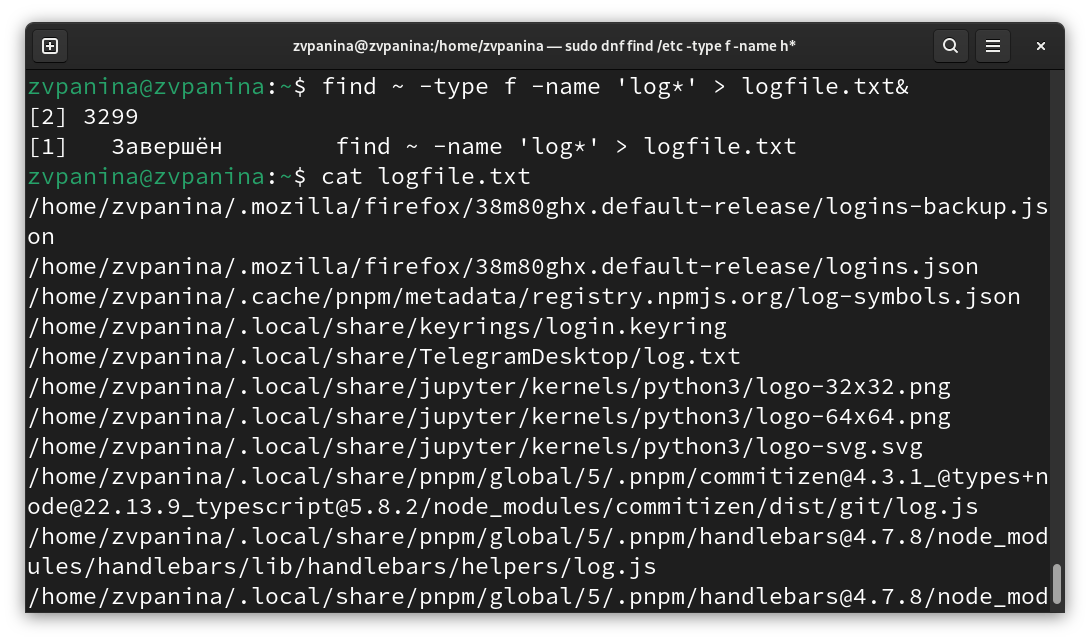 zvpanina@zvpanina:/home/zvpanina — sudo dnf find /etc -type f -name h*
zvpanina@zvpanina:~$ find ~ -type f -name 'log*' > logfile.txt&
[2] 3299
[1]   Завершён        find ~ -name 'log*' > logfile.txt
zvpanina@zvpanina:~$ cat logfile.txt
/home/zvpanina/.mozilla/firefox/38m80ghx.default-release/logins-backup.js
on
/home/zvpanina/.mozilla/firefox/38m80ghx.default-release/logins.json
/home/zvpanina/.cache/pnpm/metadata/registry.npmjs.org/log-symbols.json
/home/zvpanina/.local/share/keyrings/login.keyring
/home/zvpanina/.local/share/TelegramDesktop/log.txt
/home/zvpanina/.local/share/jupyter/kernels/python3/logo-32x32.png
/home/zvpanina/.local/share/jupyter/kernels/python3/logo-64x64.png
/home/zvpanina/.local/share/jupyter/kernels/python3/logo-svg.svg
/home/zvpanina/.local/share/pnpm/global/5/.pnpm/commitizen@4.3.1_@types+n
ode@22.13.9_typescript@5.8.2/node_modules/commitizen/dist/git/log.js
/home/zvpanina/.local/share/pnpm/global/5/.pnpm/handlebars@4.7.8/node_mod
ules/handlebars/lib/handlebars/helpers/log.js
/home/zvpanina/.local/share/pnpm/global/5/.pnpm/handlebars@4.7.8/node_mod